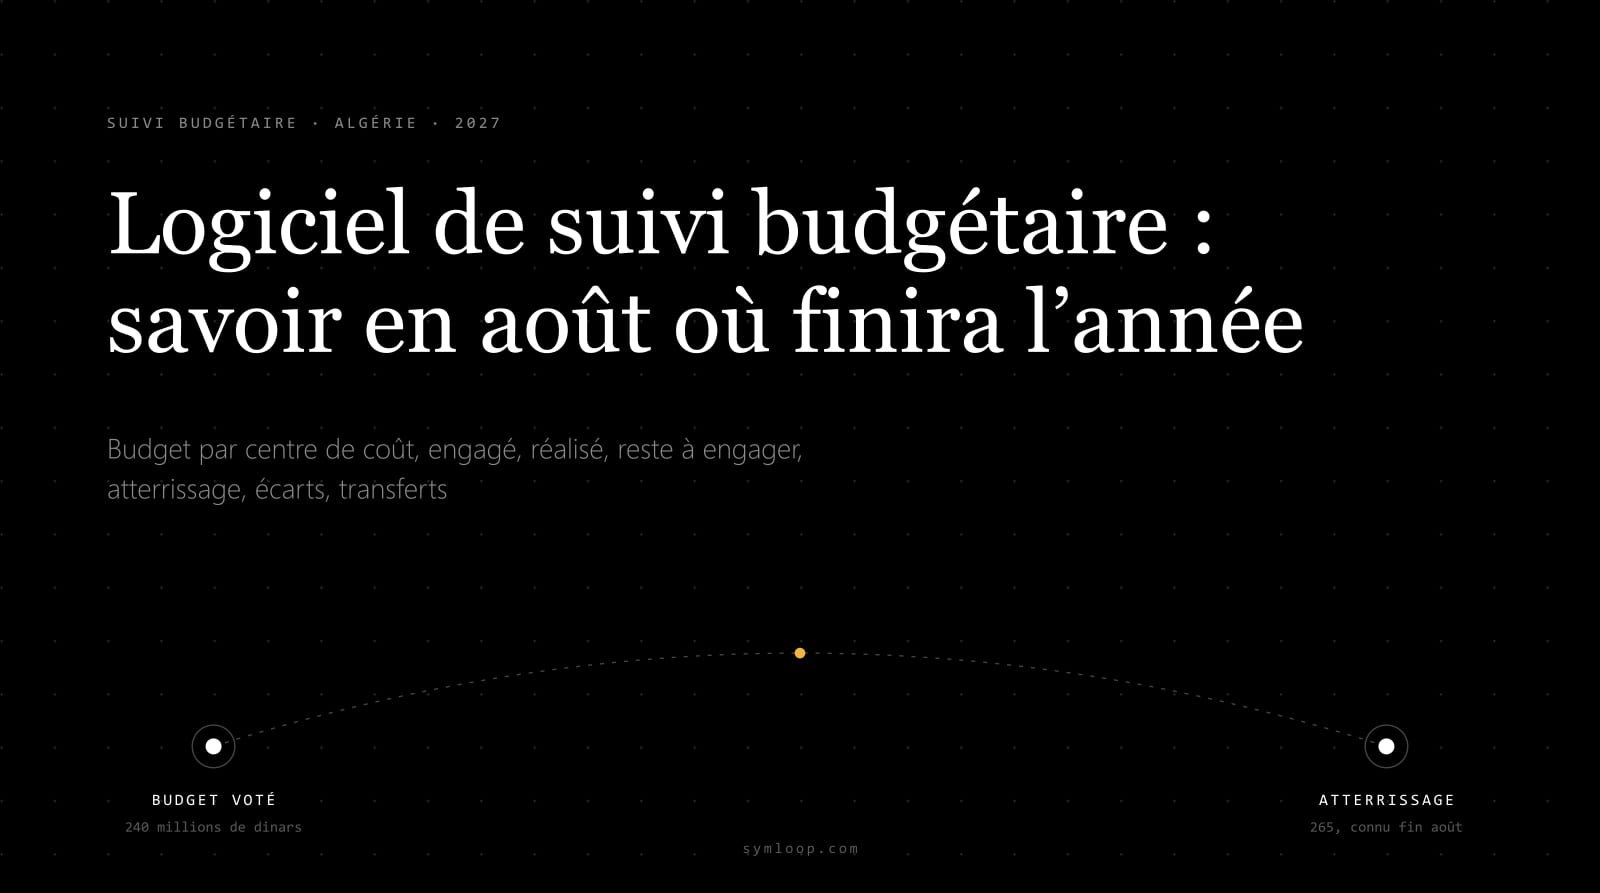 SUIVI BUDGÉTAIRE · ALGÉRIE · 2027
Logiciel de suivi budgétaire :
savoir en août où finira l’année
Budget par centre de coût, engagé, réalisé, reste à engager,
atterrissage, écarts, transferts
BUDGET VOTÉ
240 millions de dinars
ATTERRISSAGE
265, connu fin août
symloop.com